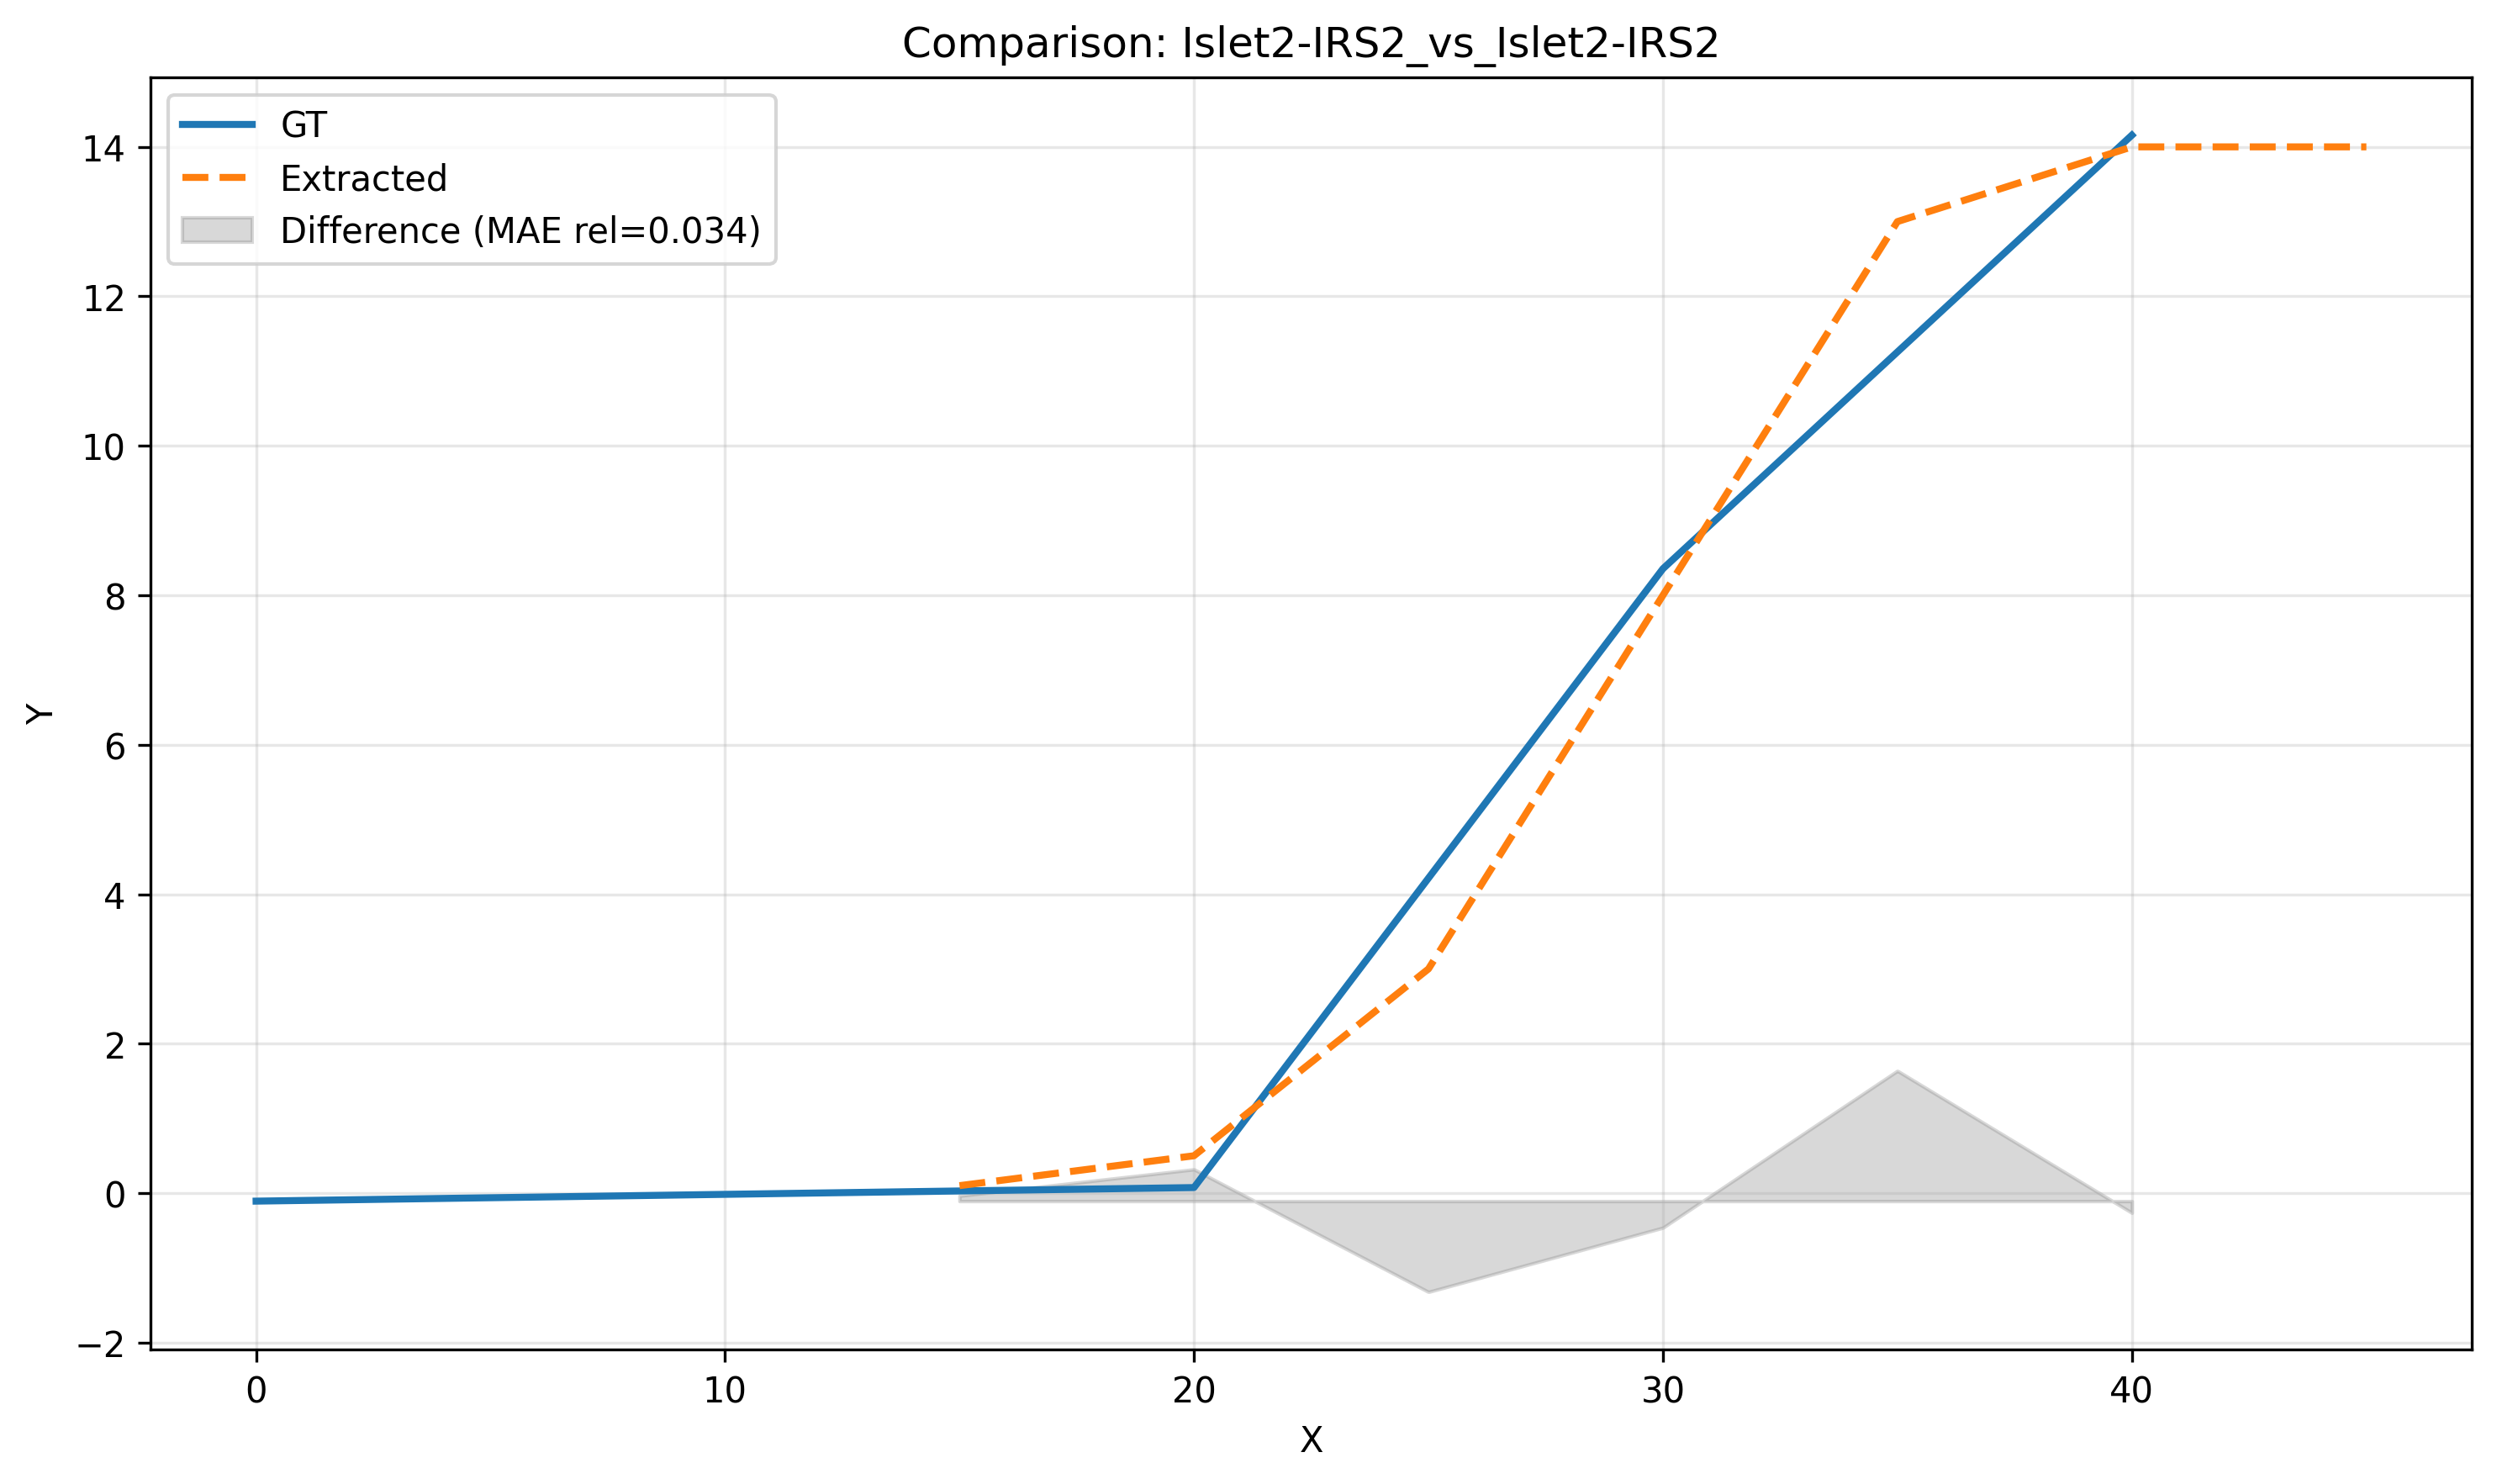 Comparison: Islet2-IRS2_vs_Islet2-IRS2
GT
Extracted
Difference (MAE rel=0.034)
14
12
10
8
6
4
2
0
−2
Y
0 10 20 30 40
X